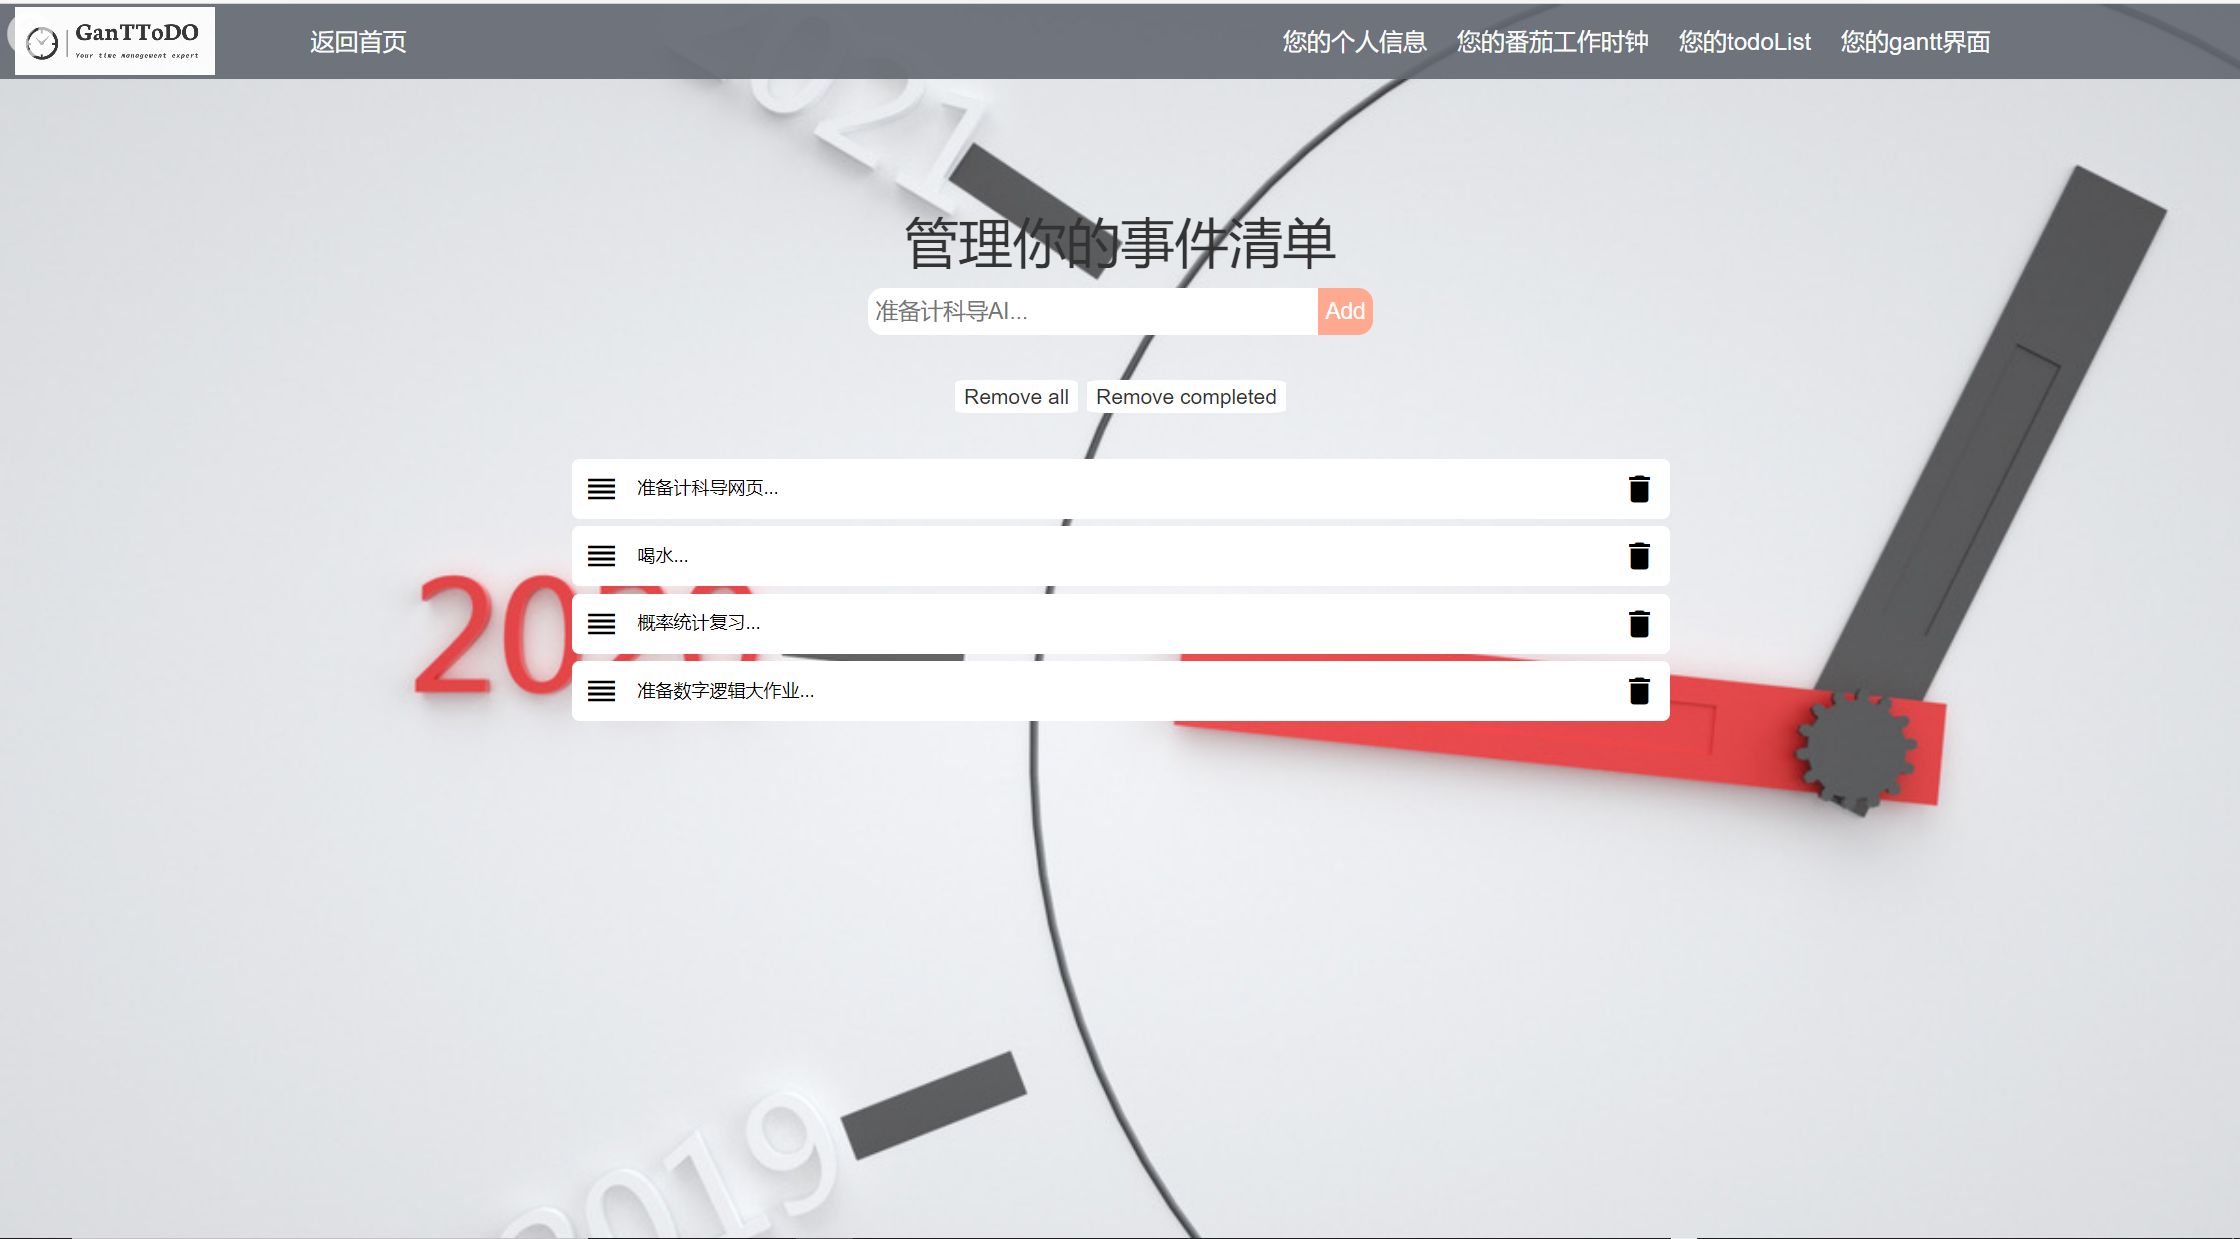 GanTToDO
Your time management expert
返回首页
您的个人信息
您的番茄工作时钟
您的todoList
您的gantt界面
2021
管理你的事件清单
准备计科导AI...
Add
Remove all
Remove completed
准备计科导网页...
喝水...
2020
概率统计复习...
准备数字逻辑大作业...
2019